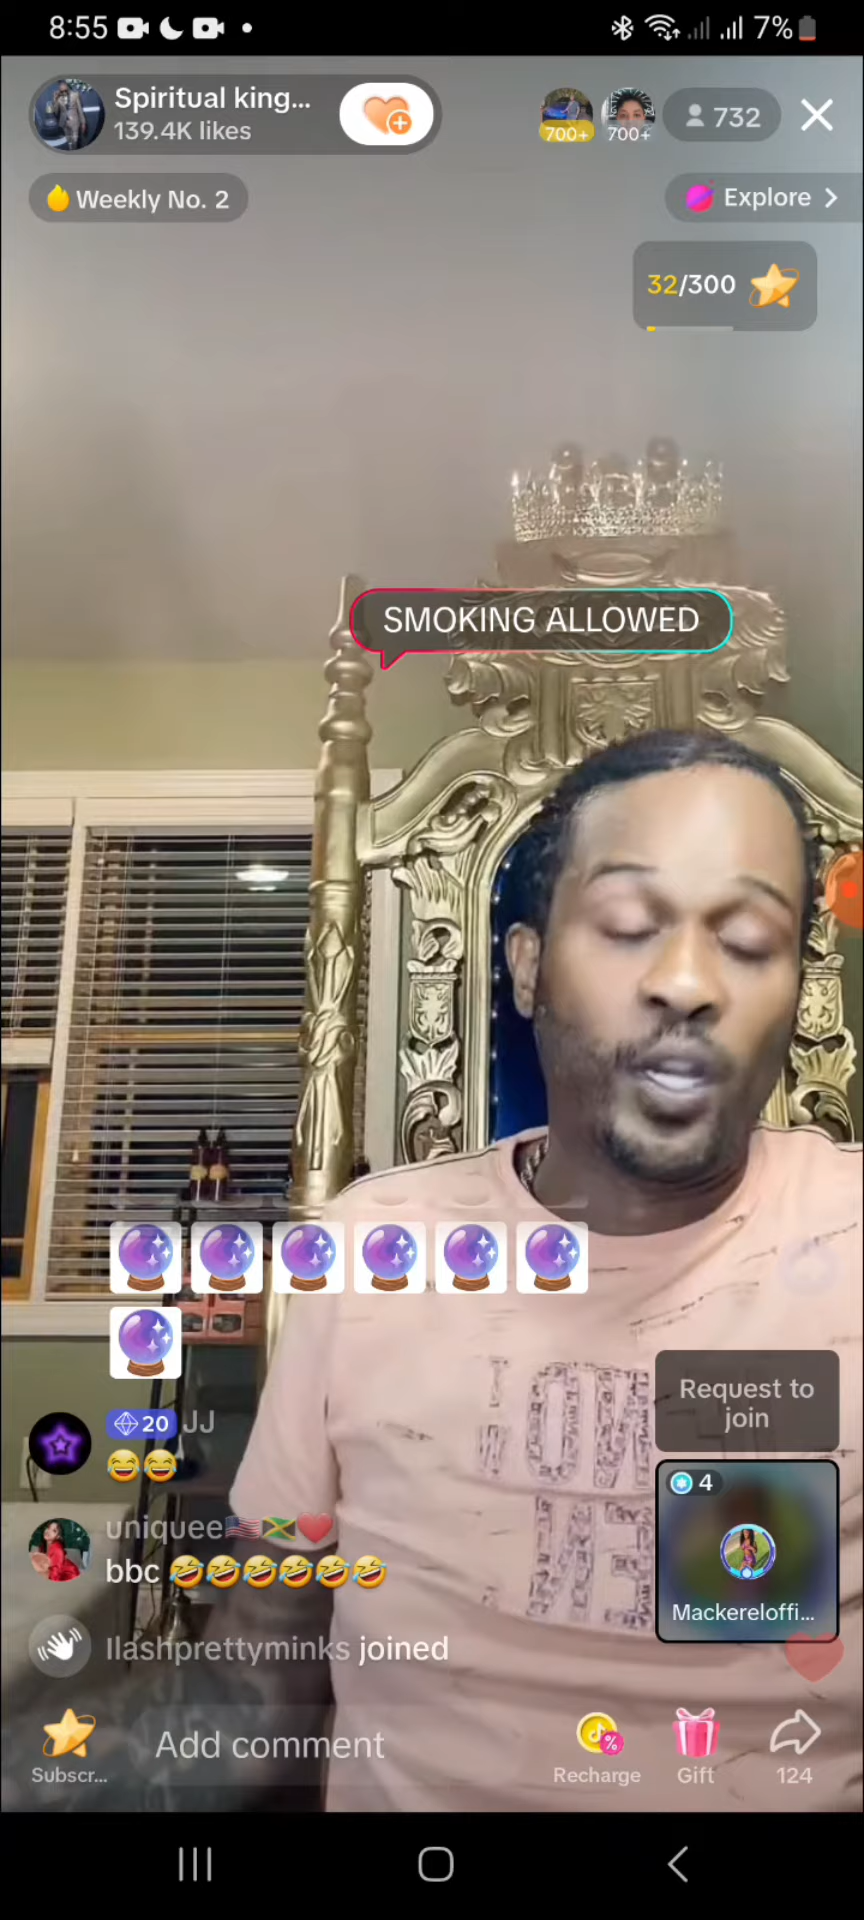 8:55
7%
Spiritual king...
139.4K likes
700+
700+
732
Weekly No. 2
Explore
32/300
SMOKING ALLOWED
20 JJ
😂😂
uniquee🇺🇸🇯🇲❤️
bbc 🤣🤣🤣🤣🤣🤣
Request to
join
4
Mackereloffi...
llashprettyminks joined
Subscr...
Add comment
Recharge
Gift
124